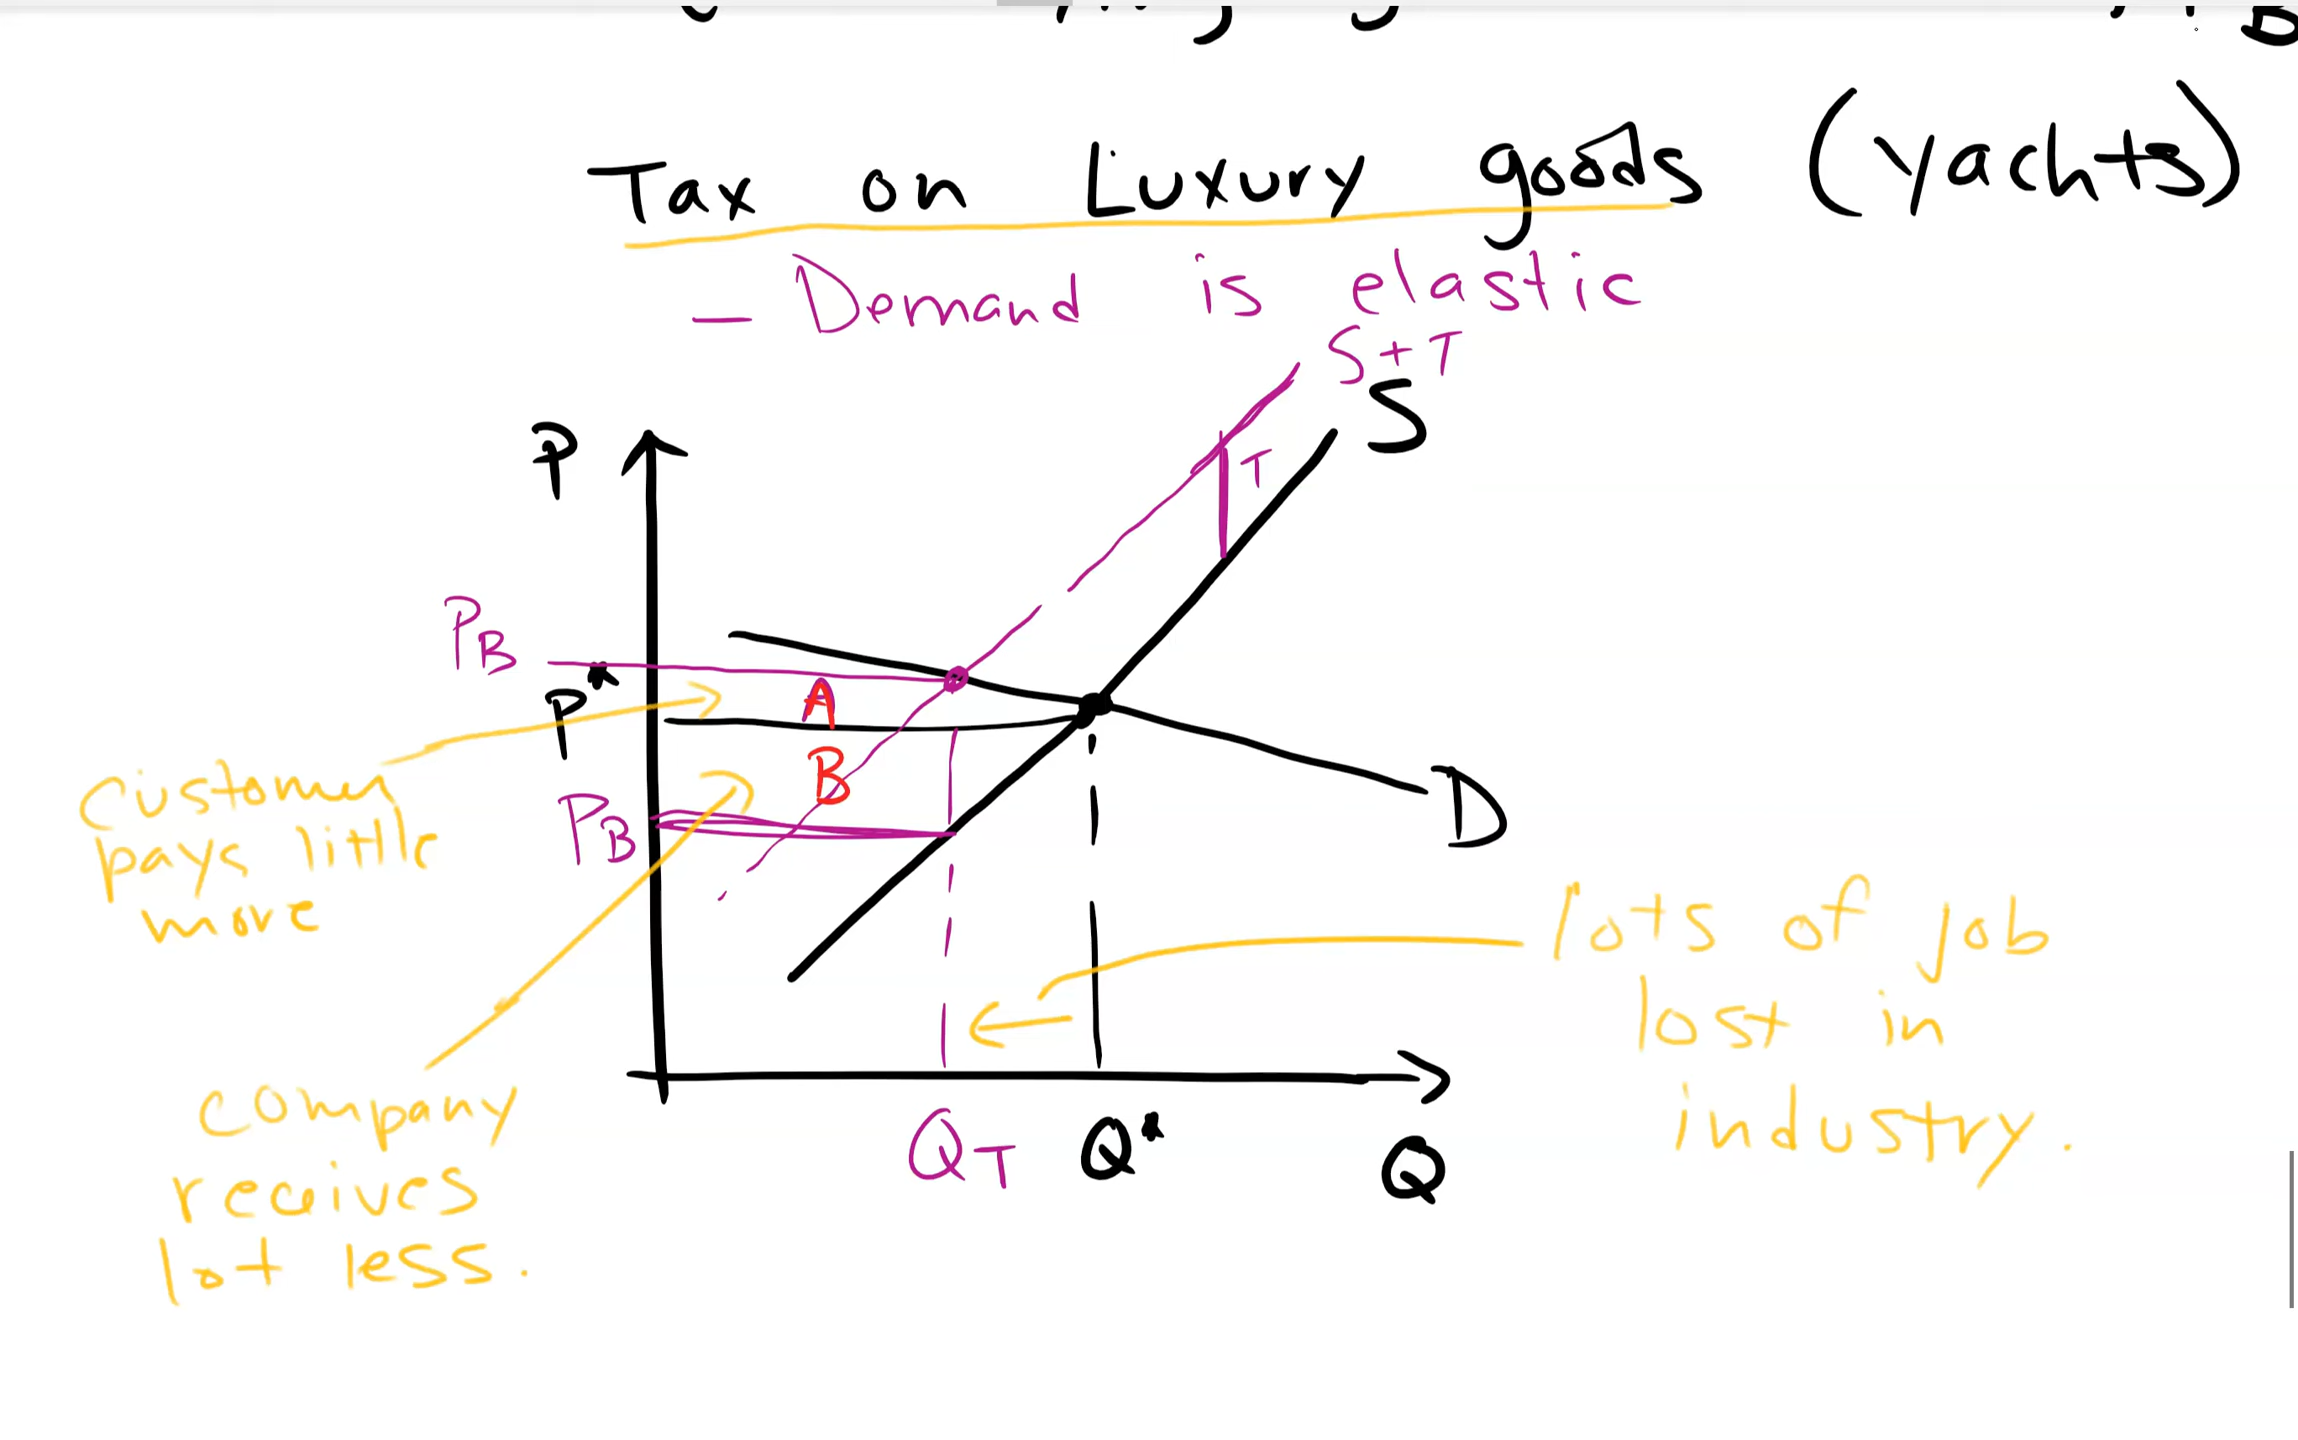 Tax on Luxury goods (yachts)
- Demand is elastic
S+T
S
P
T
PB
P*
A
B
PB
D
Customer
pays little
more
lots of job
lost in
industry.
company
receives
lot less.
QT
Q*
Q